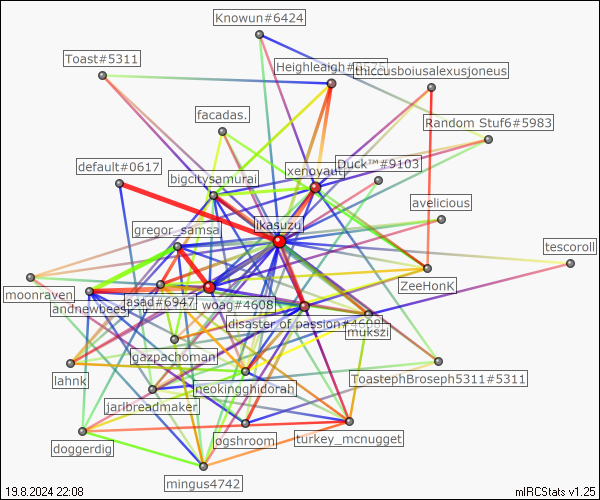 Knowun#6424
Toast#5311
Heighleaigh
thiccusboiusalexusjoneus
facadas.
Random Stuf6#5983
default#0617
xenoyaut
Duck™#9103
bigcitysamurai
avelicious
ikasuzu
gregor_samsa
tescoroll
moonraven
andnewbees
asad#6947
woag#4608
ZeeHonK
disaster of passion#4600
mukszi
gazpachoman
lahnk
neokingghidorah
ToastephBroseph5311#5311
jarlbreadmaker
ogshroom
turkey_mcnugget
doggerdig
mingus4742
19.8.2024 22:08
mIRCStats v1.25